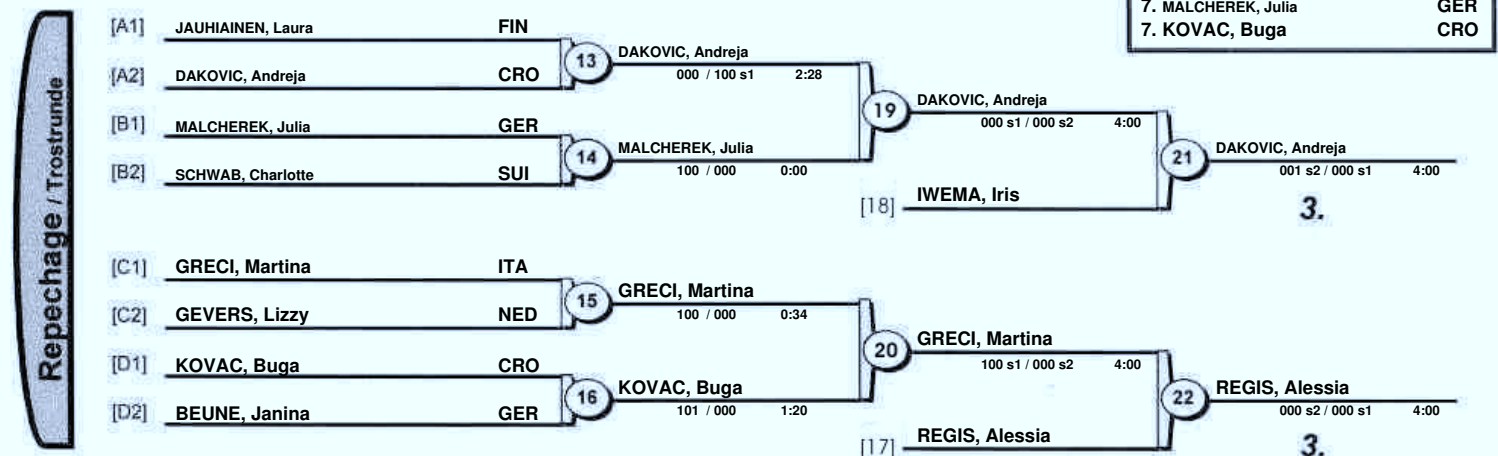 7. MALCHEREK, Julia GER
7. KOVAC, Buga CRO
Repechage / Trostrunde
[A1] JAUHIAINEN, Laura FIN
[A2] DAKOVIC, Andreja CRO
13 DAKOVIC, Andreja
000 / 100 s1 2:28
[B1] MALCHEREK, Julia GER
[B2] SCHWAB, Charlotte SUI
14 MALCHEREK, Julia
100 / 000 0:00
19 DAKOVIC, Andreja
000 s1 / 000 s2 4:00
[18] IWEMA, Iris
21 DAKOVIC, Andreja
001 s2 / 000 s1 4:00
3.
[C1] GRECI, Martina ITA
[C2] GEVERS, Lizzy NED
15 GRECI, Martina
100 / 000 0:34
[D1] KOVAC, Buga CRO
[D2] BEUNE, Janina GER
16 KOVAC, Buga
101 / 000 1:20
20 GRECI, Martina
100 s1 / 000 s2 4:00
[17] REGIS, Alessia
22 REGIS, Alessia
000 s2 / 000 s1 4:00
3.